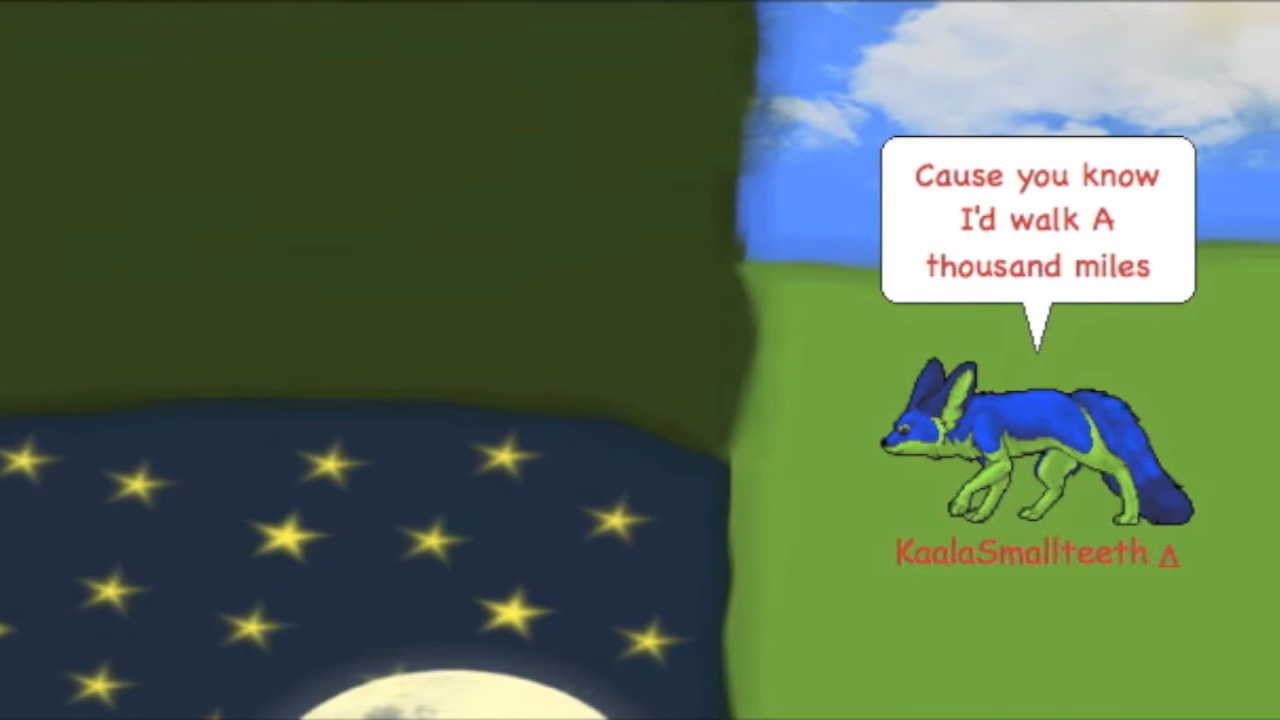 Cause you know
I'd walk A
thousand miles
KaalaSmallteeth Δ